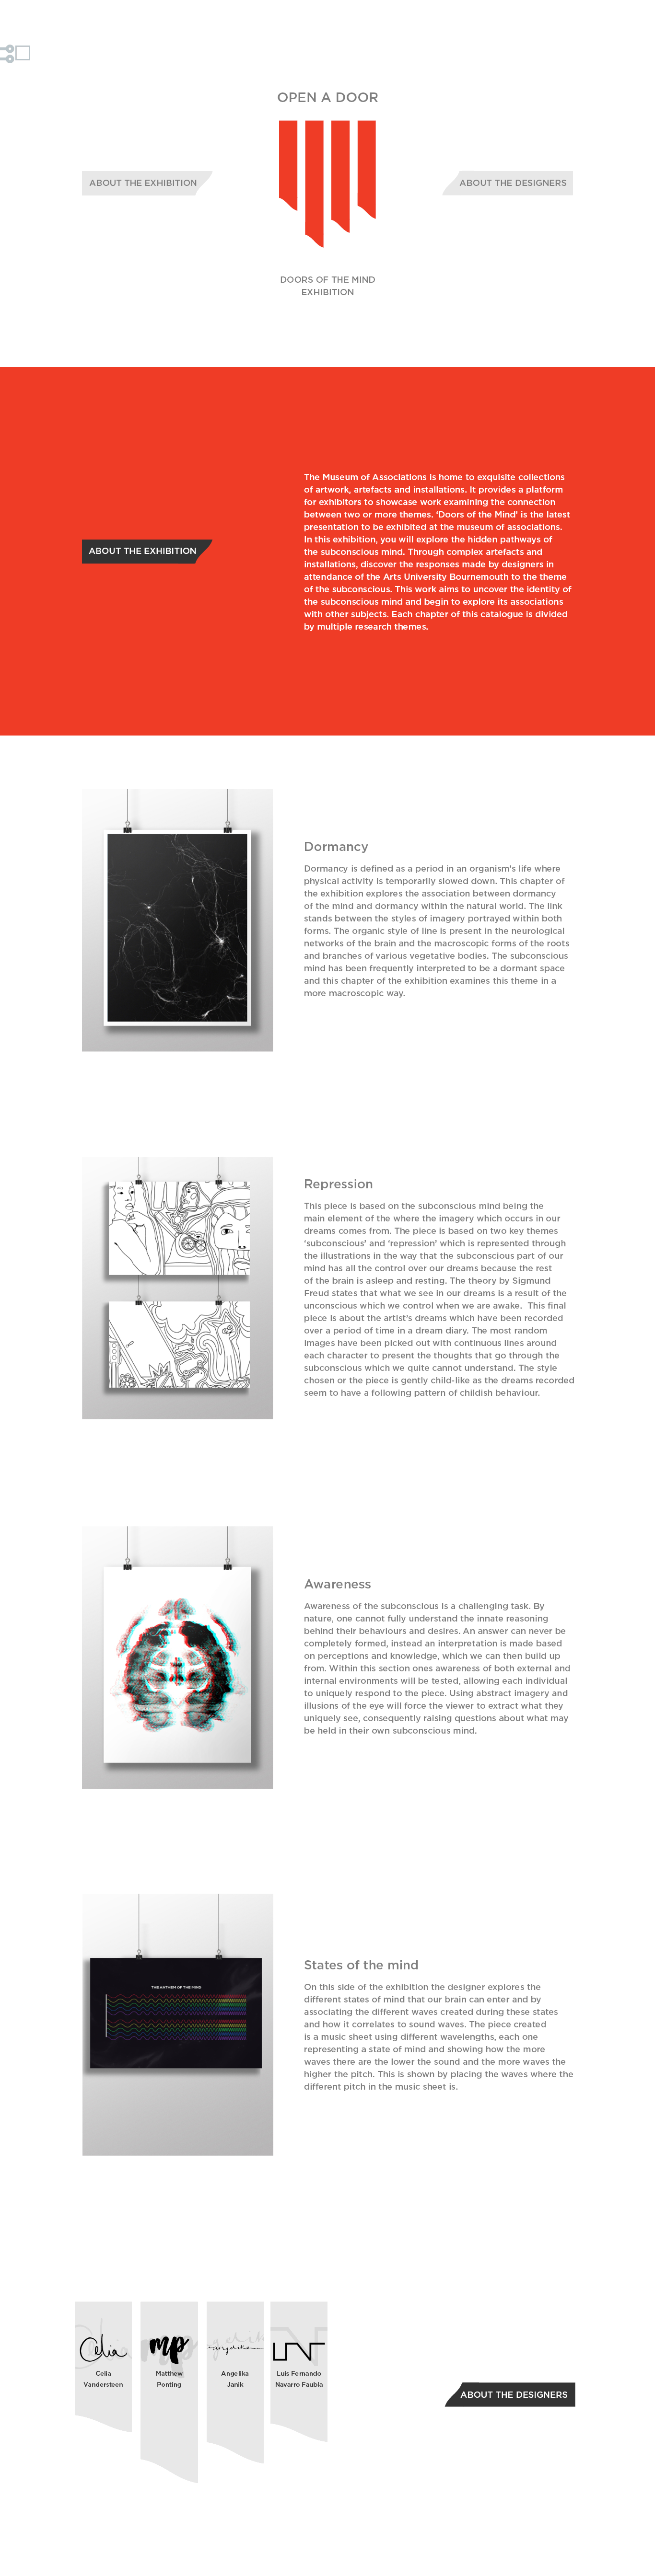 OPEN A DOOR
ABOUT THE EXHIBITION
ABOUT THE DESIGNERS
DOORS OF THE MIND
EXHIBITION
ABOUT THE EXHIBITION
The Museum of Associations is home to exquisite collections
of artwork, artefacts and installations. It provides a platform
for exhibitors to showcase work examining the connection
between two or more themes. ‘Doors of the Mind’ is the latest
presentation to be exhibited at the museum of associations.
In this exhibition, you will explore the hidden pathways of
the subconscious mind. Through complex artefacts and
installations, discover the responses made by designers in
attendance of the Arts University Bournemouth to the theme
of the subconscious. This work aims to uncover the identity of
the subconscious mind and begin to explore its associations
with other subjects. Each chapter of this catalogue is divided
by multiple research themes.
Dormancy
Dormancy is defined as a period in an organism’s life where
physical activity is temporarily slowed down. This chapter of
the exhibition explores the association between dormancy
of the mind and dormancy within the natural world. The link
stands between the styles of imagery portrayed within both
forms. The organic style of line is present in the neurological
networks of the brain and the macroscopic forms of the roots
and branches of various vegetative bodies. The subconscious
mind has been frequently interpreted to be a dormant space
and this chapter of the exhibition examines this theme in a
more macroscopic way.
Repression
This piece is based on the subconscious mind being the
main element of the where the imagery which occurs in our
dreams comes from. The piece is based on two key themes
‘subconscious’ and ‘repression’ which is represented through
the illustrations in the way that the subconscious part of our
mind has all the control over our dreams because the rest
of the brain is asleep and resting. The theory by Sigmund
Freud states that what we see in our dreams is a result of the
unconscious which we control when we are awake. This final
piece is about the artist’s dreams which have been recorded
over a period of time in a dream diary. The most random
images have been picked out with continuous lines around
each character to present the thoughts that go through the
subconscious which we quite cannot understand. The style
chosen or the piece is gently child-like as the dreams recorded
seem to have a following pattern of childish behaviour.
Awareness
Awareness of the subconscious is a challenging task. By
nature, one cannot fully understand the innate reasoning
behind their behaviours and desires. An answer can never be
completely formed, instead an interpretation is made based
on perceptions and knowledge, which we can then build up
from. Within this section ones awareness of both external and
internal environments will be tested, allowing each individual
to uniquely respond to the piece. Using abstract imagery and
illusions of the eye will force the viewer to extract what they
uniquely see, consequently raising questions about what may
be held in their own subconscious mind.
States of the mind
On this side of the exhibition the designer explores the
different states of mind that our brain can enter and by
associating the different waves created during these states
and how it correlates to sound waves. The piece created
is a music sheet using different wavelengths, each one
representing a state of mind and showing how the more
waves there are the lower the sound and the more waves the
higher the pitch. This is shown by placing the waves where the
different pitch in the music sheet is.
THE ANTHEM OF THE MIND
Celia
mp
angelika
Celia
Vandersteen
Matthew
Ponting
Angelika
Janik
Luis Fernando
Navarro Faubla
ABOUT THE DESIGNERS